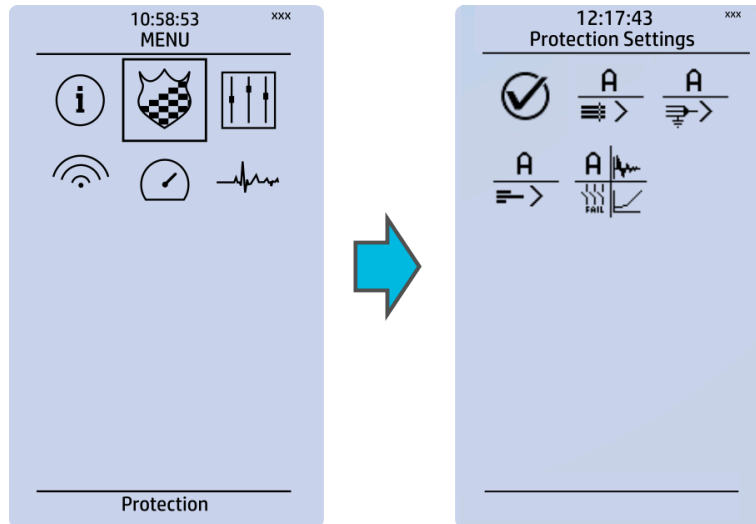 10:58:53 xxx
MENU
i
Protection
12:17:43 xxx
Protection Settings
A
A
A
A
FAIL